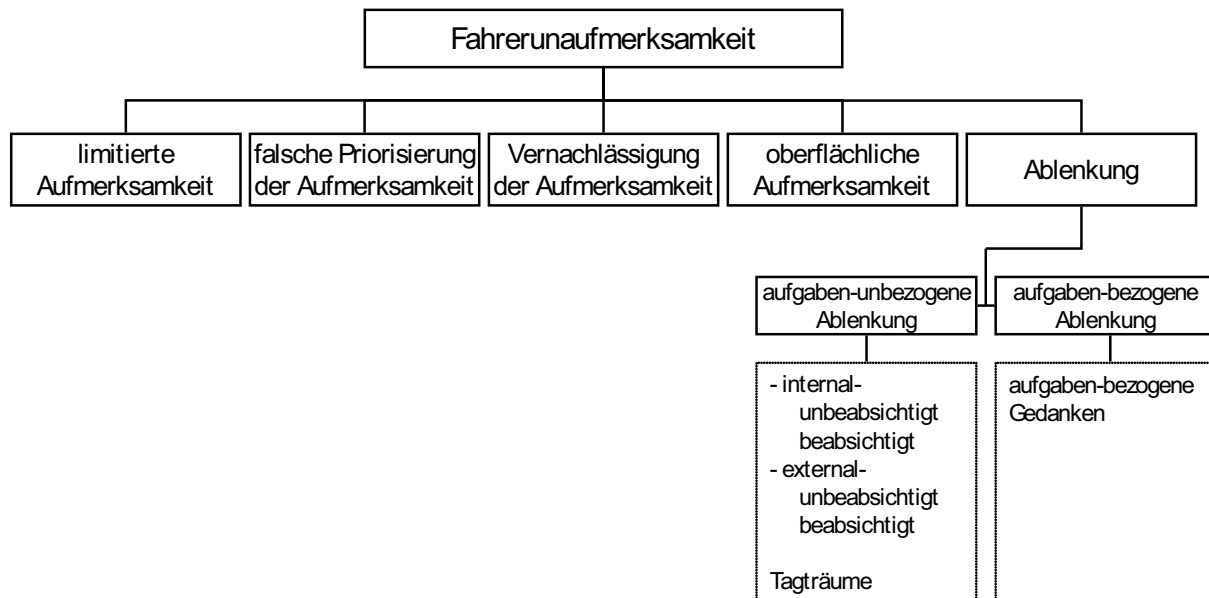 Fahrerunaufmerksamkeit
limitierte
Aufmerksamkeit
falsche Priorisierung
der Aufmerksamkeit
Vernachlässigung
der Aufmerksamkeit
oberflächliche
Aufmerksamkeit
Ablenkung
aufgaben-unbezogene
Ablenkung
aufgaben-bezogene
Ablenkung
- internal-
unbeabsichtigt
beabsichtigt
- external-
unbeabsichtigt
beabsichtigt
Tagträume
aufgaben-bezogene
Gedanken